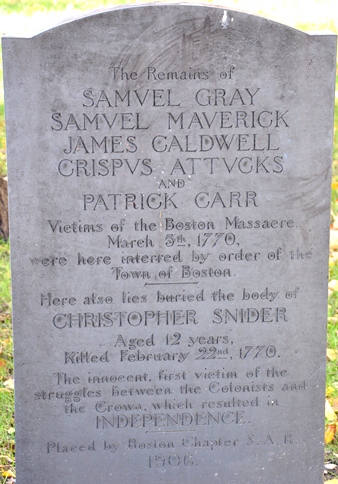 The Remains of
SAMVEL GRAY
SAMVEL MAVERICK
JAMES CALDWELL
CRISPVS ATTVCKS
AND
PATRICK CARR
Victims of the Boston Massacre,
March 5th, 1770,
were here interred by order of the
Town of Boston.
Here also lies buried the body of
CHRISTOPHER SNIDER
Aged 12 years,
Killed February 22nd, 1770.
The innocent, first victim of the
struggles between the Colonists and
the Crown, which resulted in
INDEPENDENCE.
Placed by Boston Chapter S.A.R.
1906.